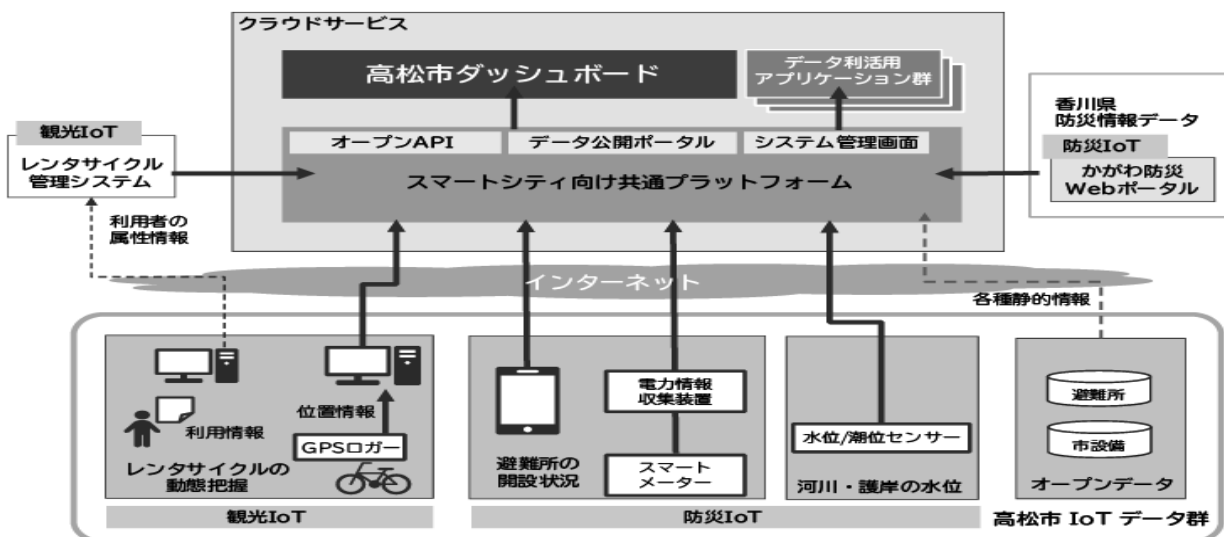 クラウドサービス
高松市ダッシュボード
データ利活用
アプリケーション群
オープンAPI
データ公開ポータル
システム管理画面
スマートシティ向け共通プラットフォーム
観光IoT
レンタサイクル
管理システム
利用者の
属性情報
香川県
防災情報データ
防災IoT
かがわ防災
Webポータル
インターネット
各種静的情報
位置情報
利用情報
GPSロガー
レンタサイクルの
動態把握
観光IoT
避難所の
開設状況
電力情報
収集装置
スマート
メーター
水位/潮位センサー
河川・護岸の水位
防災IoT
避難所
市設備
オープンデータ
高松市 IoT データ群